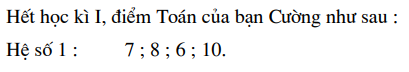 Hết học kì I, điểm Toán của bạn Cường như sau :
Hệ số 1 : 7 ; 8 ; 6 ; 10.